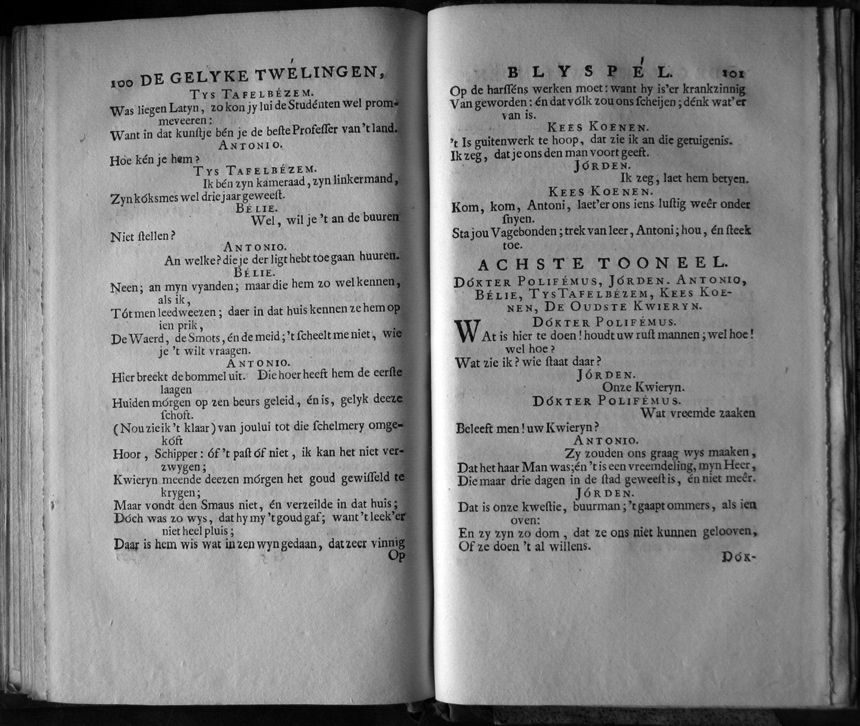 100 DE GELYKE TWÉLINGEN,
TYS TAFELBÉZEM.
Was liegen Latyn, zo kon jy lui de Studénten wel prom-
meveeren:
Want in dat kunſtje bén je de beſte Profeſſer van 't land.
ANTONIO.
Hoe kén je hem?
TYS TAFELBÉZEM.
Ik bén zyn kameraad, zyn linkermand,
Zyn kóksmes wel drie jaar geweeſt.
BÉLIE.
Wel, wil je 't an de buuren
Niet ſtellen?
ANTONIO.
An welke? die je der ligt hebt toe gaan huuren.
BÉLIE.
Neen; an myn vyanden; maar die hem zo wel kennen,
als ik,
Tót men leedweezen; daer in dat huis kennen ze hem op
ien prik,
De Waerd, de Smots, én de meid; 't ſcheelt me niet, wie
je 't wilt vraagen.
ANTONIO.
Hier breekt de bommel uit. Die hoer heeft hem de eerſte
laagen
Huiden mórgen op zen beurs geleid, én is, gelyk deeze
ſchoft.
(Nou zie ik 't klaar) van joului tot die ſchelmery omge-
kóft
Hoor, Schipper: óf 't paſt óf niet, ik kan het niet ver-
zwygen;
Kwieryn meende deezen mórgen het goud gewiſſeld te
krygen;
Maar vondt den Smaus niet, én verzeilde in dat huis;
Dóch was zo wys, dat hy my 't goud gaf; want 't leek'er
niet heel pluis;
Daar is hem wis wat in zen wyn gedaan, dat zeer vinnig
Op
BLYSPÉL. 101
Op de harſſéns werken moet: want hy is'er krankzinnig
Van geworden: én dat vólk zou ons ſcheijen; dénk wat'er
van is.
KEES KOENEN.
't Is guitenwerk te hoop, dat zie ik an die getuigenis.
Ik zeg, dat je ons den man voort geeft.
JÓRDEN.
Ik zeg, laet hem betyen.
KEES KOENEN.
Kom, kom, Antoni, laet'er ons iens luſtig weêr onder
ſnyen.
Sta jou Vagebonden; trek van leer, Antoni; hou, én ſteek
toe.
ACHSTE TOONEEL.
DÓKTER POLIFÉMUS, JÓRDEN. ANTONIO,
BÉLIE, TYS TAFELBÉZEM, KEES KOE-
NEN, DE OUDSTE KWIERYN.
DÓKTER POLIFÉMUS.
WAt is hier te doen! houdt uw ruſt mannen; wel hoe!
wel hoe?
Wat zie ik? wie ſtaat daar?
JÓRDEN.
Onze Kwieryn.
DÓKTER POLIFÉMUS.
Wat vreemde zaaken
Beleeft men! uw Kwieryn?
ANTONIO.
Zy zouden ons graag wys maaken,
Dat het haar Man was; én 't is een vreemdeling, myn Heer,
Die maar drie dagen in de ſtad geweeſt is, én niet meêr.
JÓRDEN.
Dat is onze kweſtie, buurman; 't gaapt ommers, als ien
oven:
En zy zyn zo dom, dat ze ons niet kunnen gelooven,
Of ze doen 't al willens.
DÓK-